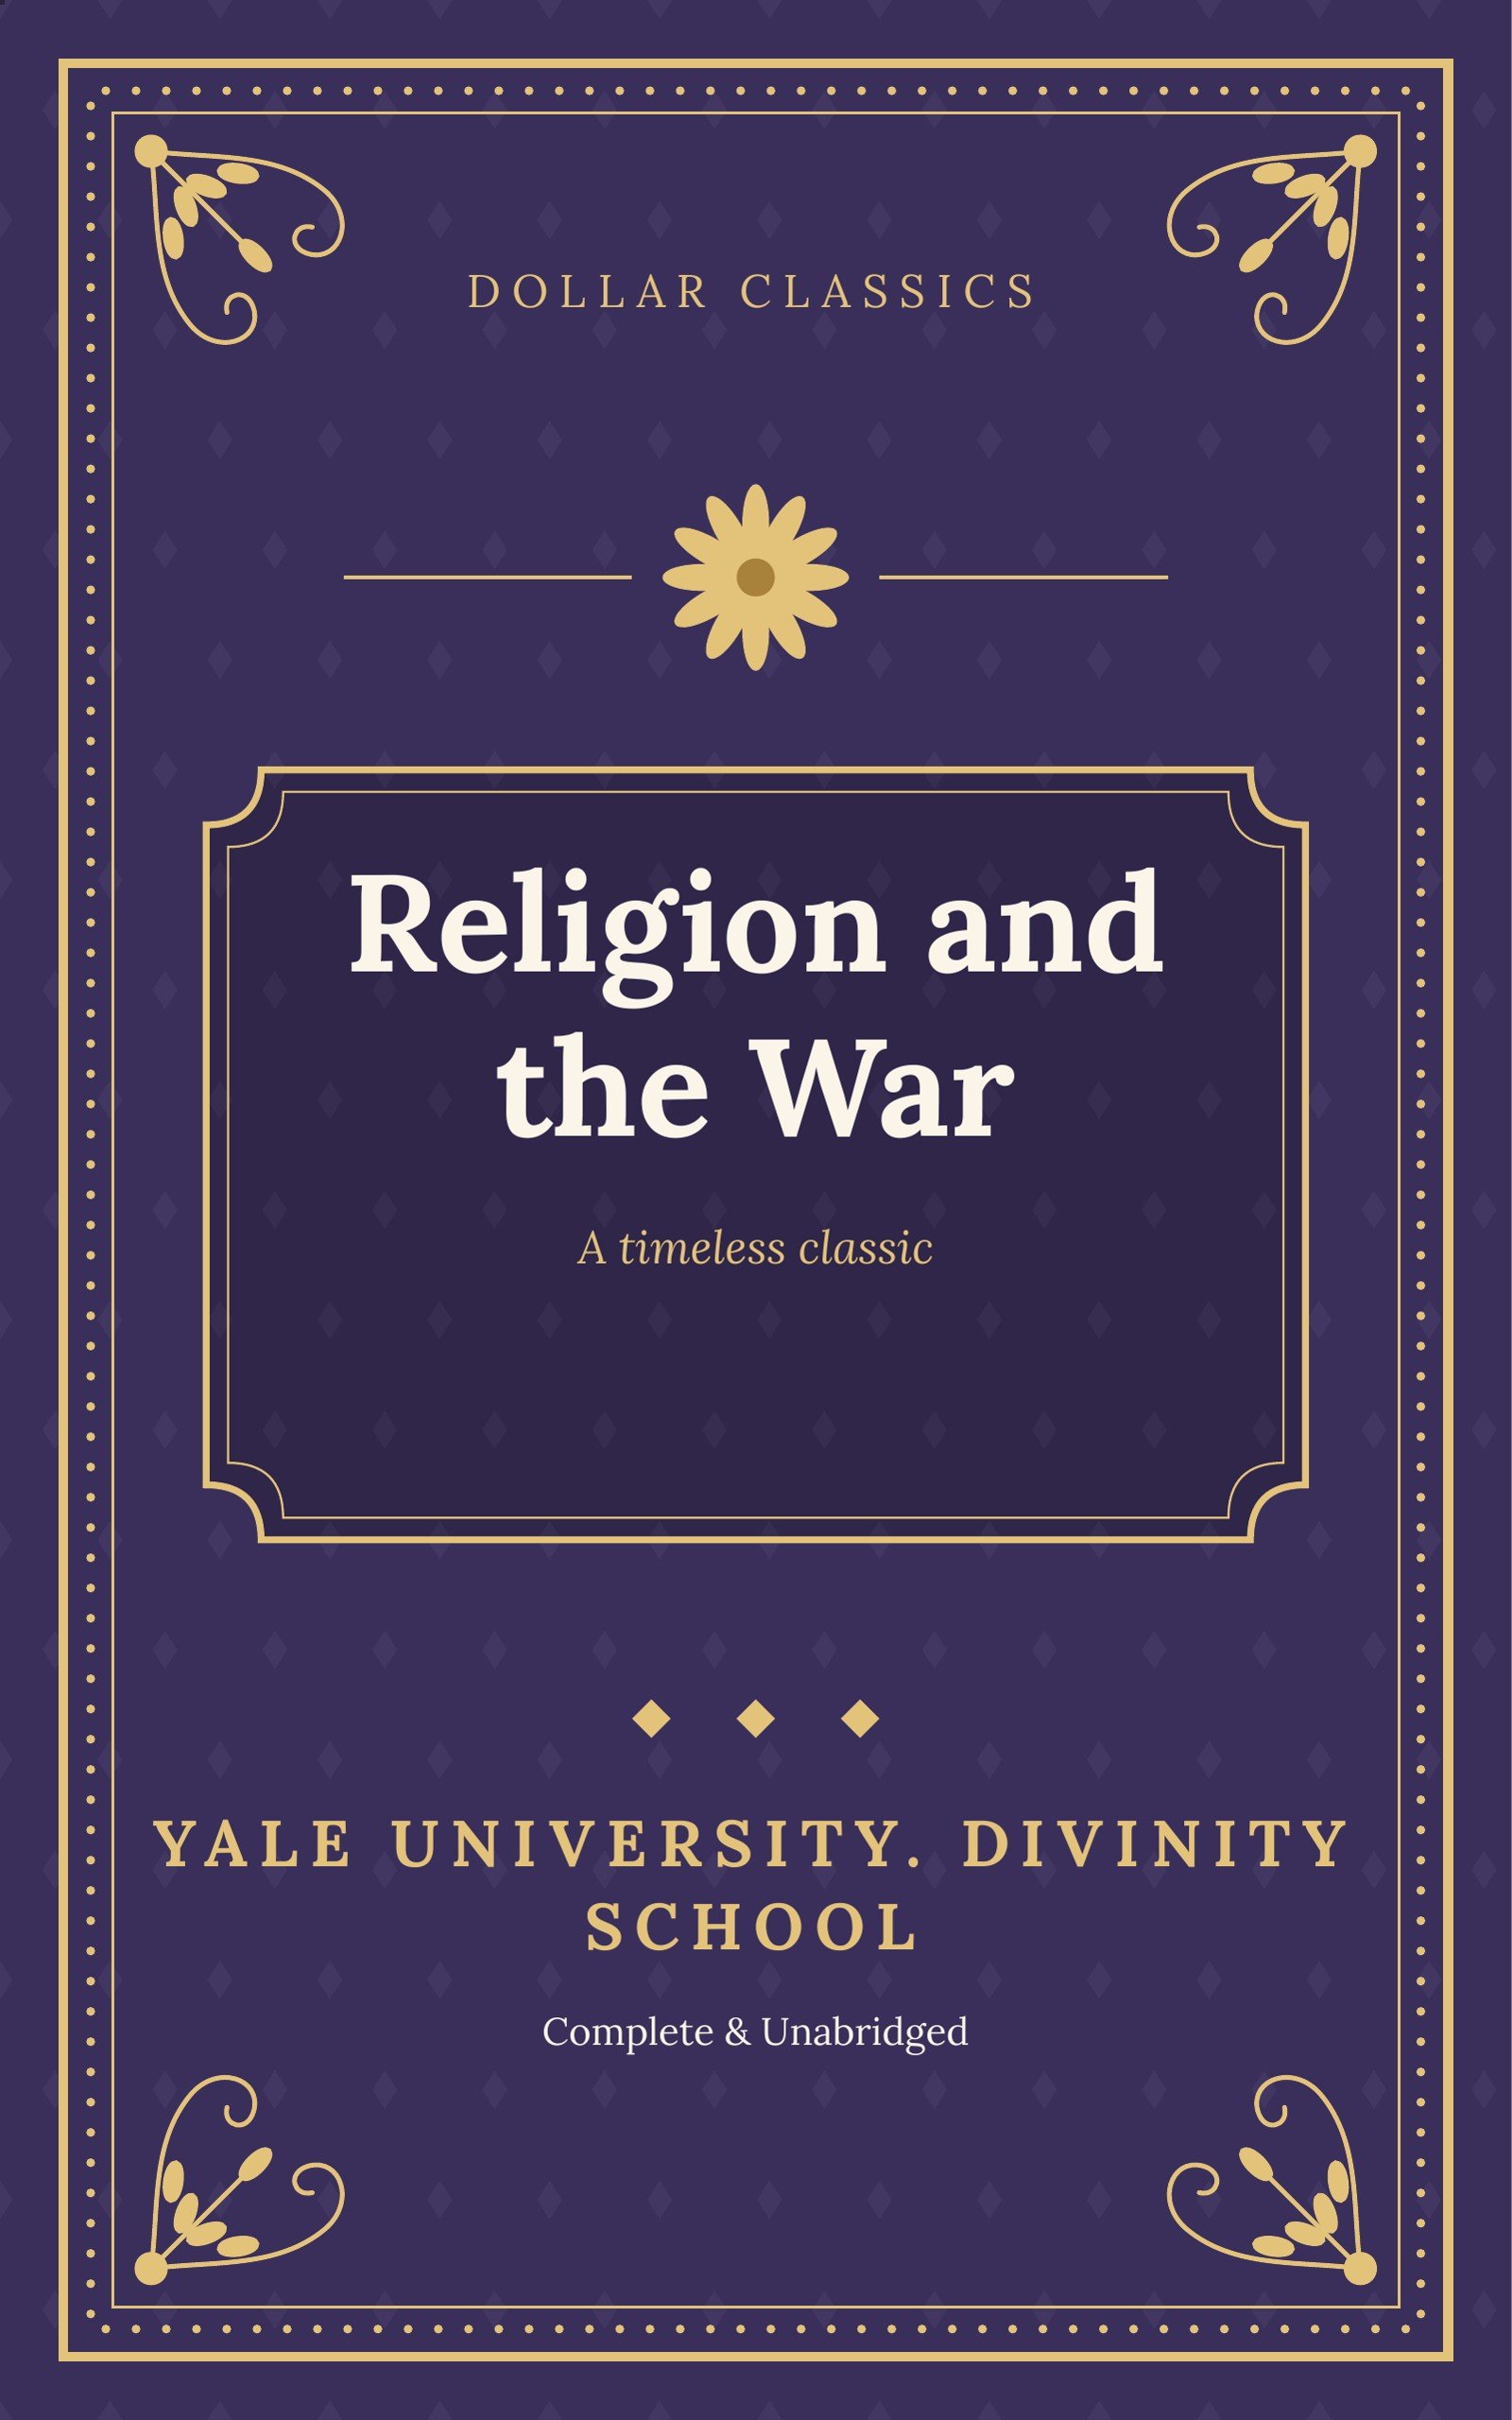 DOLLAR CLASSICS
Religion and
the War
A timeless classic
YALE UNIVERSITY. DIVINITY
SCHOOL
Complete & Unabridged